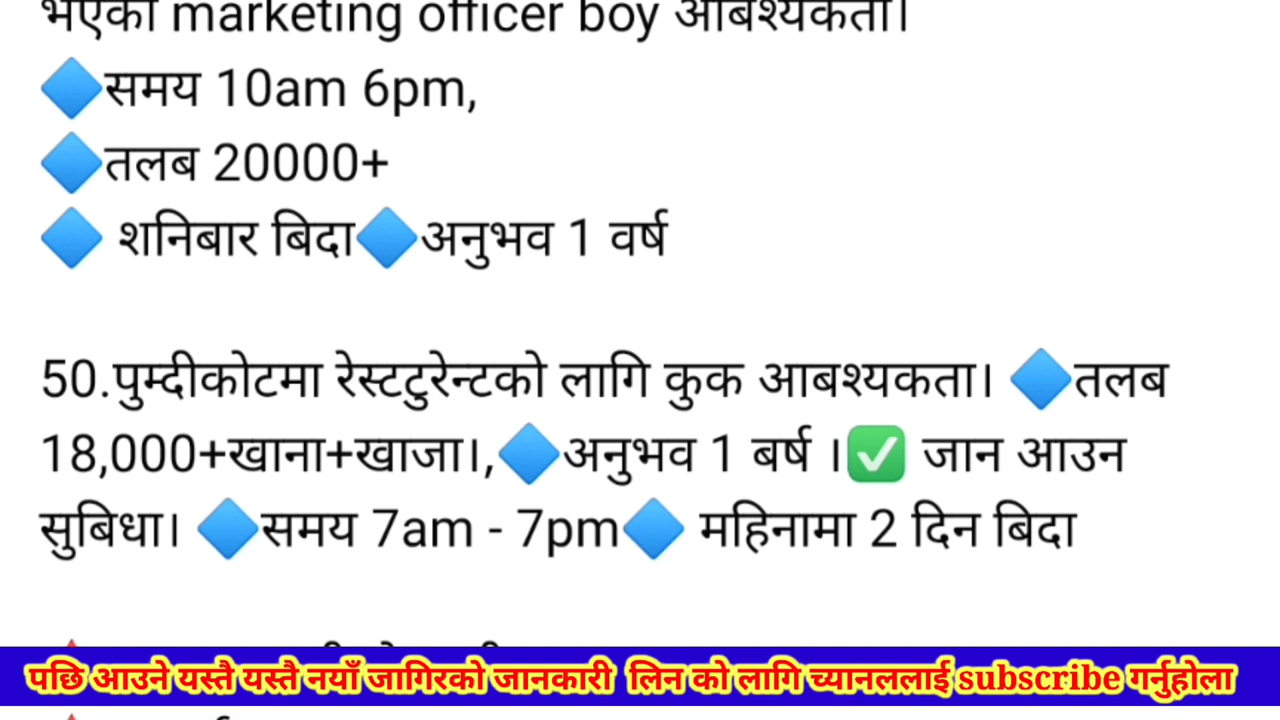 भएको marketing officer boy आबश्यकता।
🔷समय 10am 6pm,
🔷तलब 20000+
🔷 शनिबार बिदा🔷अनुभव 1 वर्ष
50.पुम्दीकोटमा रेस्टटुरेन्टको लागि कुक आबश्यकता। 🔷तलब
18,000+खाना+खाजा।,🔷अनुभव 1 बर्ष ।✅ जान आउन
सुबिधा। 🔷समय 7am - 7pm🔷 महिनामा 2 दिन बिदा
पछि आउने यस्तै यस्तै नयाँ जागिरको जानकारी लिन को लागि च्यानललाई subscribe गर्नुहोला